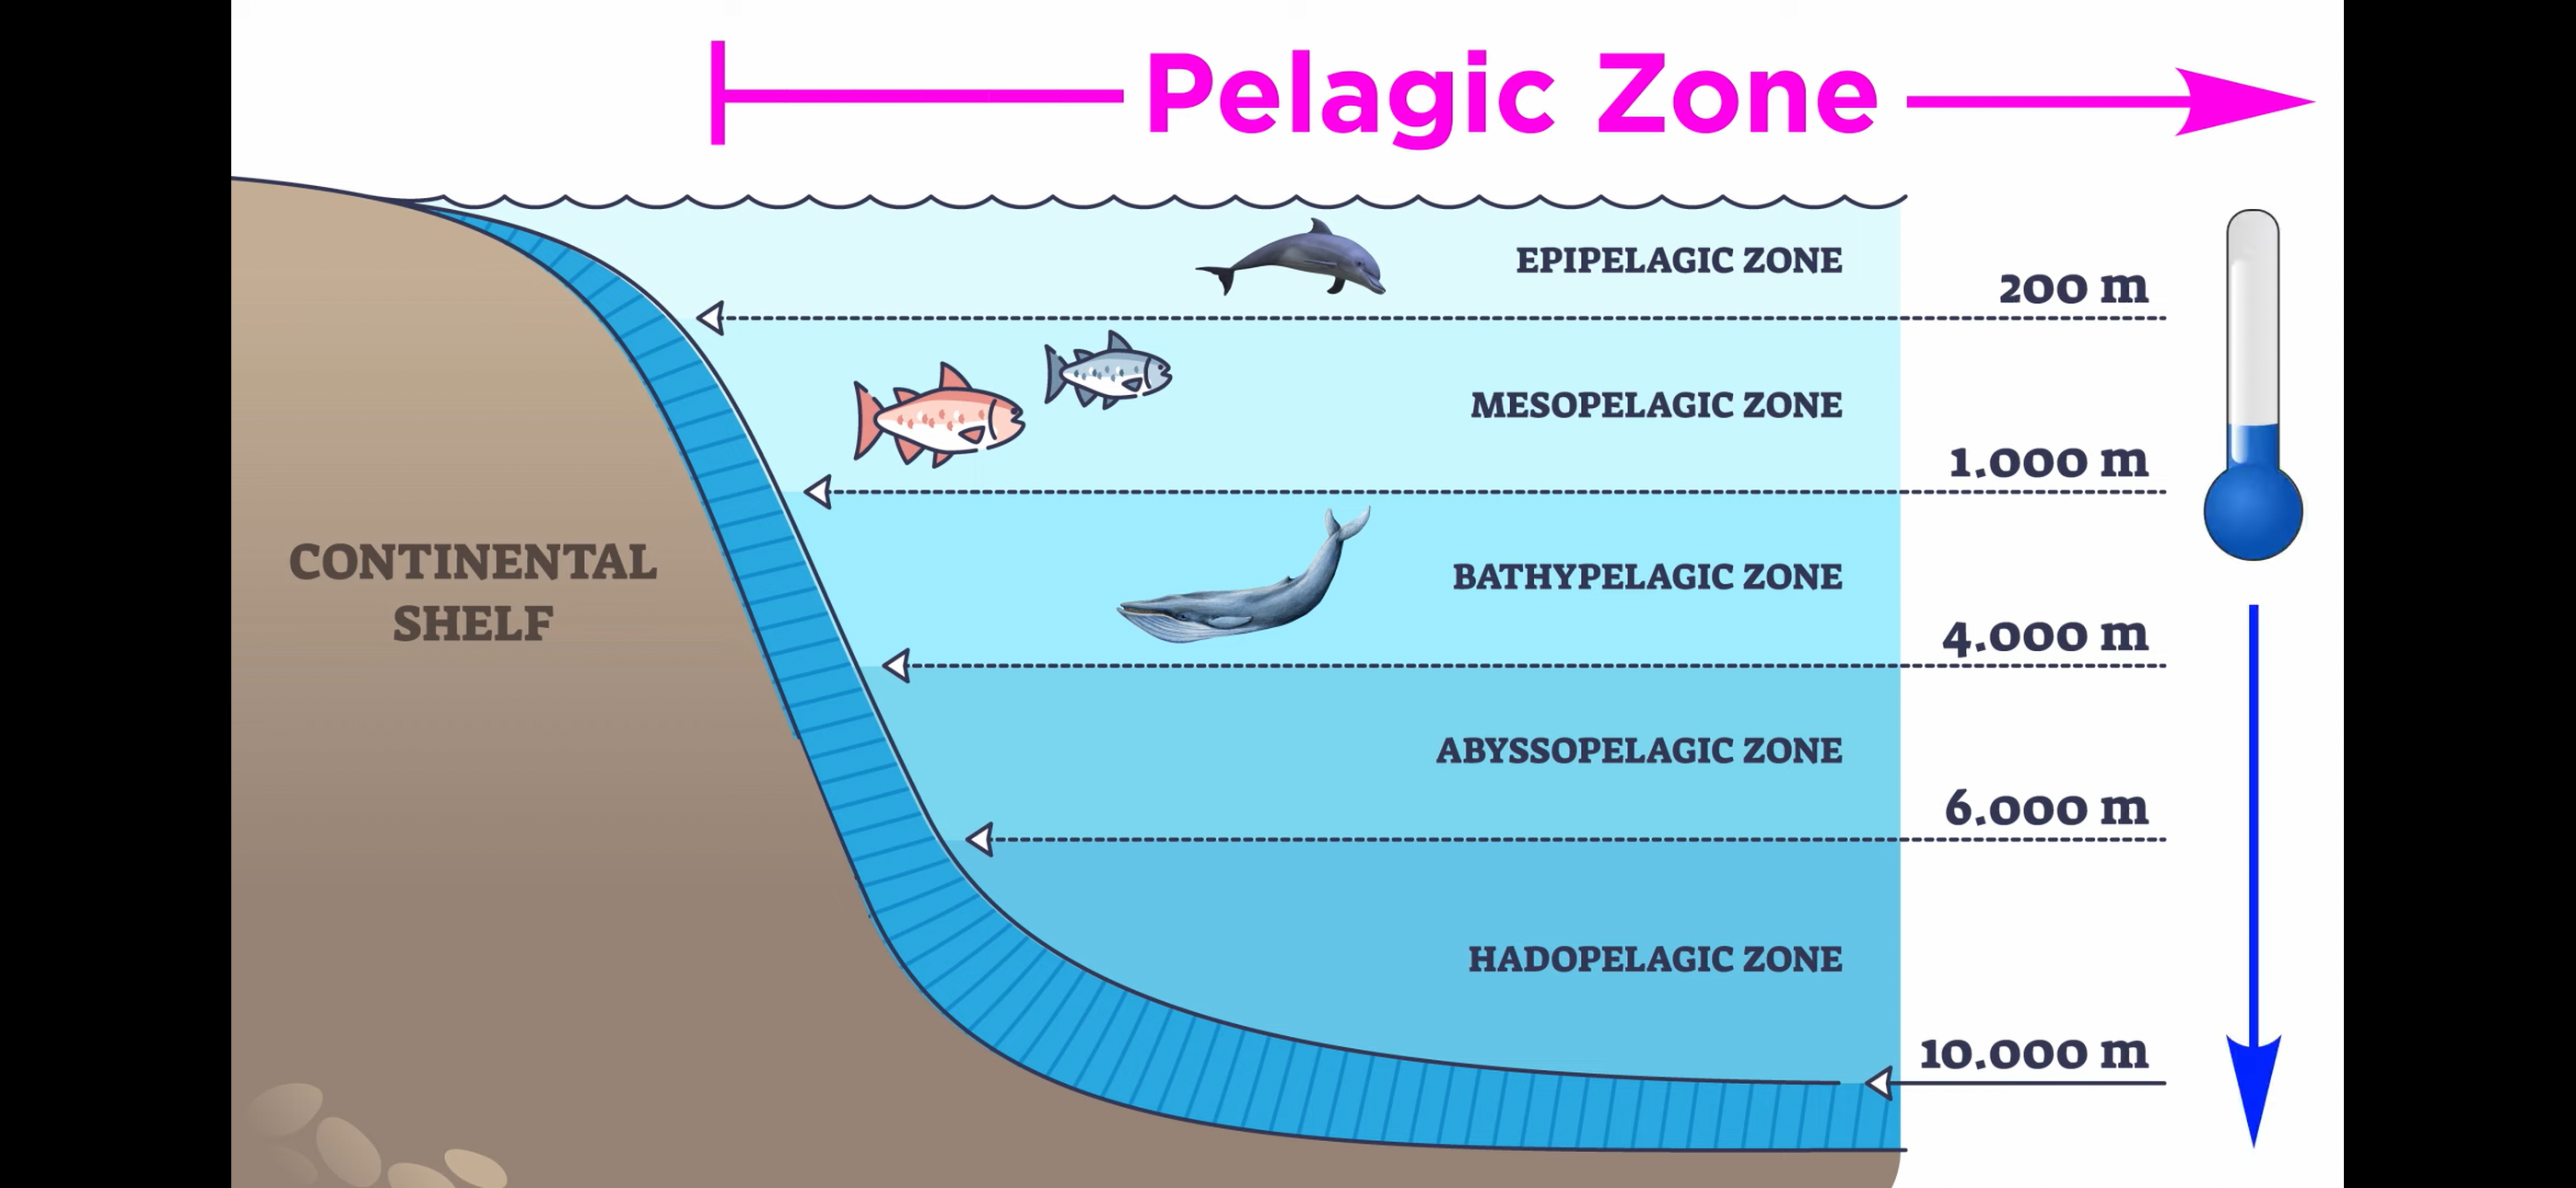 Pelagic Zone
EPIPELAGIC ZONE
200 m
MESOPELAGIC ZONE
1.000 m
CONTINENTAL
SHELF
BATHYPELAGIC ZONE
4.000 m
ABYSSOPELAGIC ZONE
6.000 m
HADOPELAGIC ZONE
10.000 m